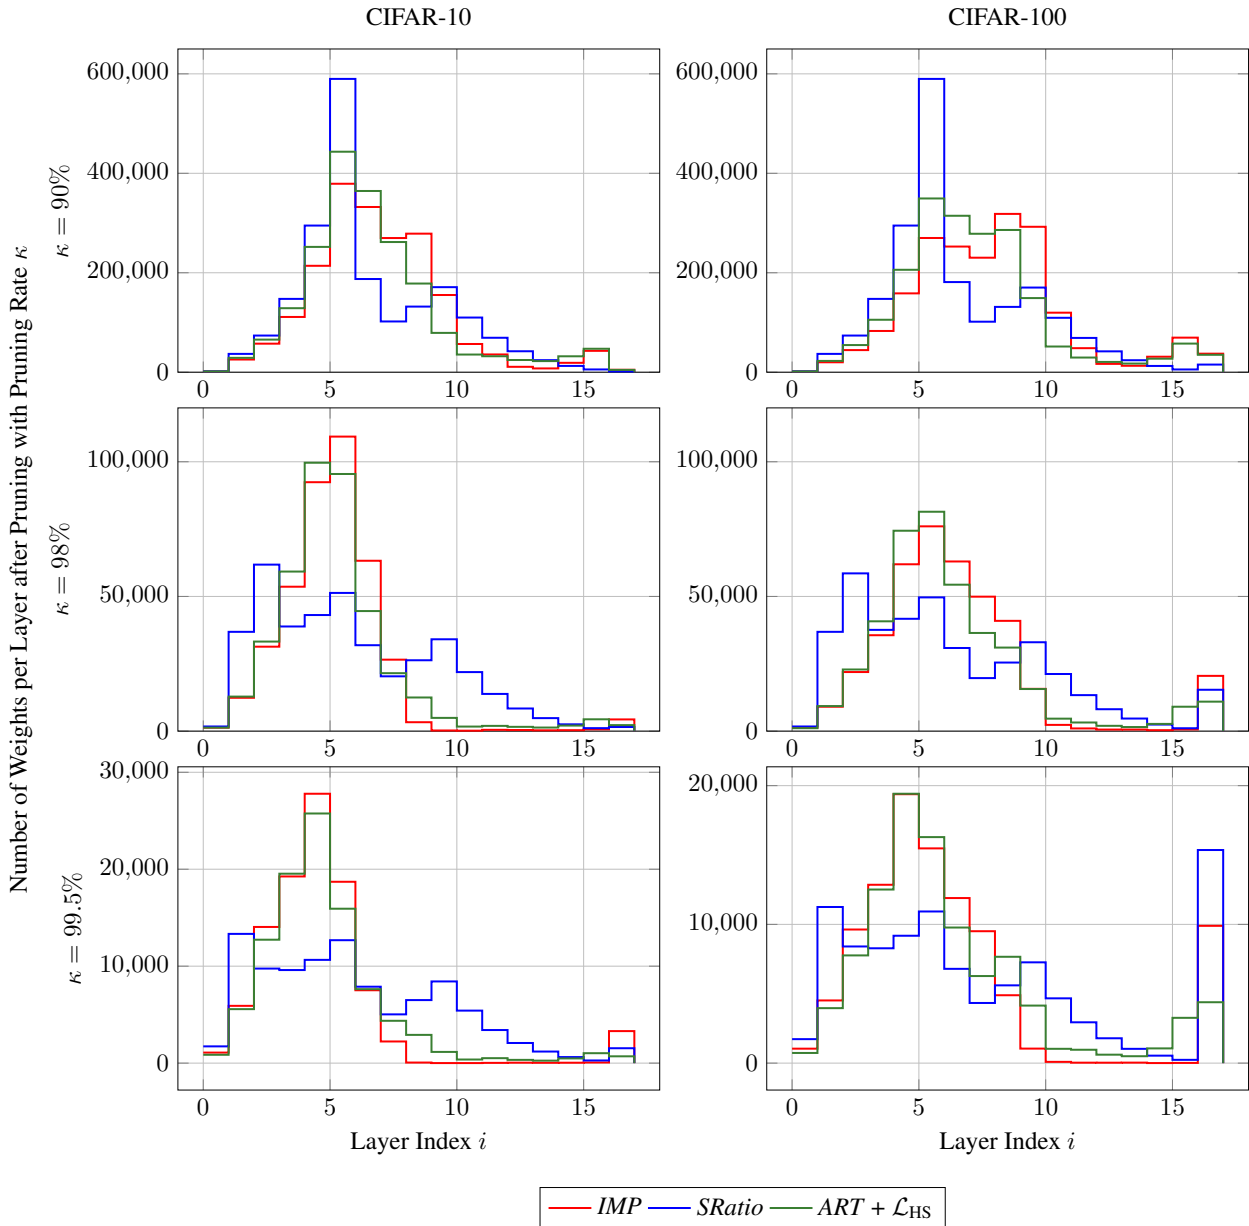 CIFAR-10
CIFAR-100
Number of Weights per Layer after Pruning with Pruning Rate κ
κ = 90%
600,000
400,000
200,000
0
0 5 10 15
600,000
400,000
200,000
0
0 5 10 15
κ = 98%
100,000
50,000
0
0 5 10 15
100,000
50,000
0
0 5 10 15
κ = 99.5%
30,000
20,000
10,000
0
0 5 10 15
Layer Index i
20,000
10,000
0
0 5 10 15
Layer Index i
IMP SRatio ART + ℒHS